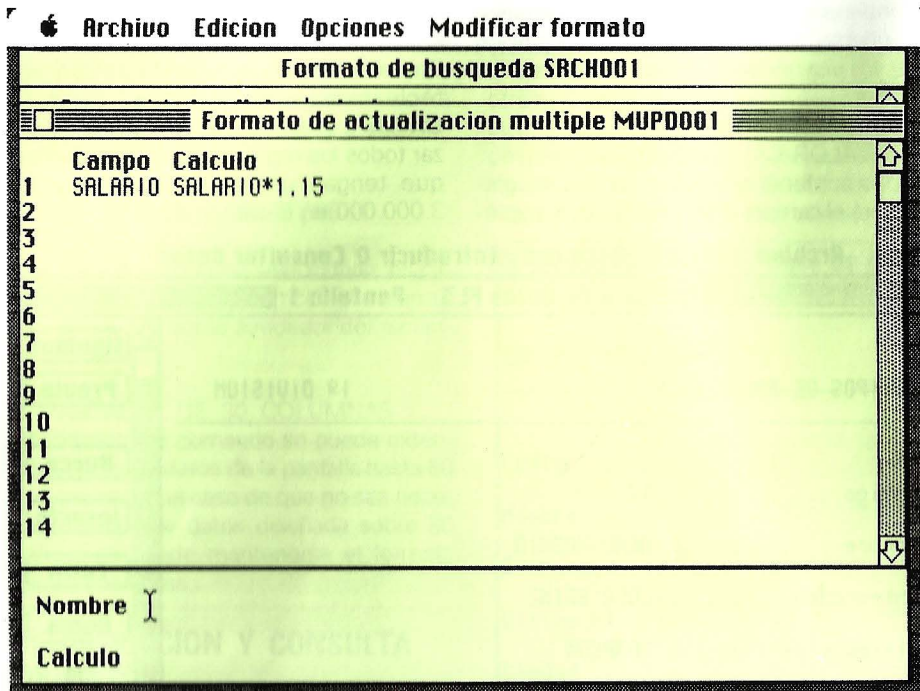 Archivo Edicion Opciones Modificar formato
Formato de busqueda SRCH001
Formato de actualizacion multiple MUPD001
Campo Calculo
1 SALARIO SALARIO*1.15
2
3
4
5
6
7
8
9
10
11
12
13
14
Nombre
Calculo